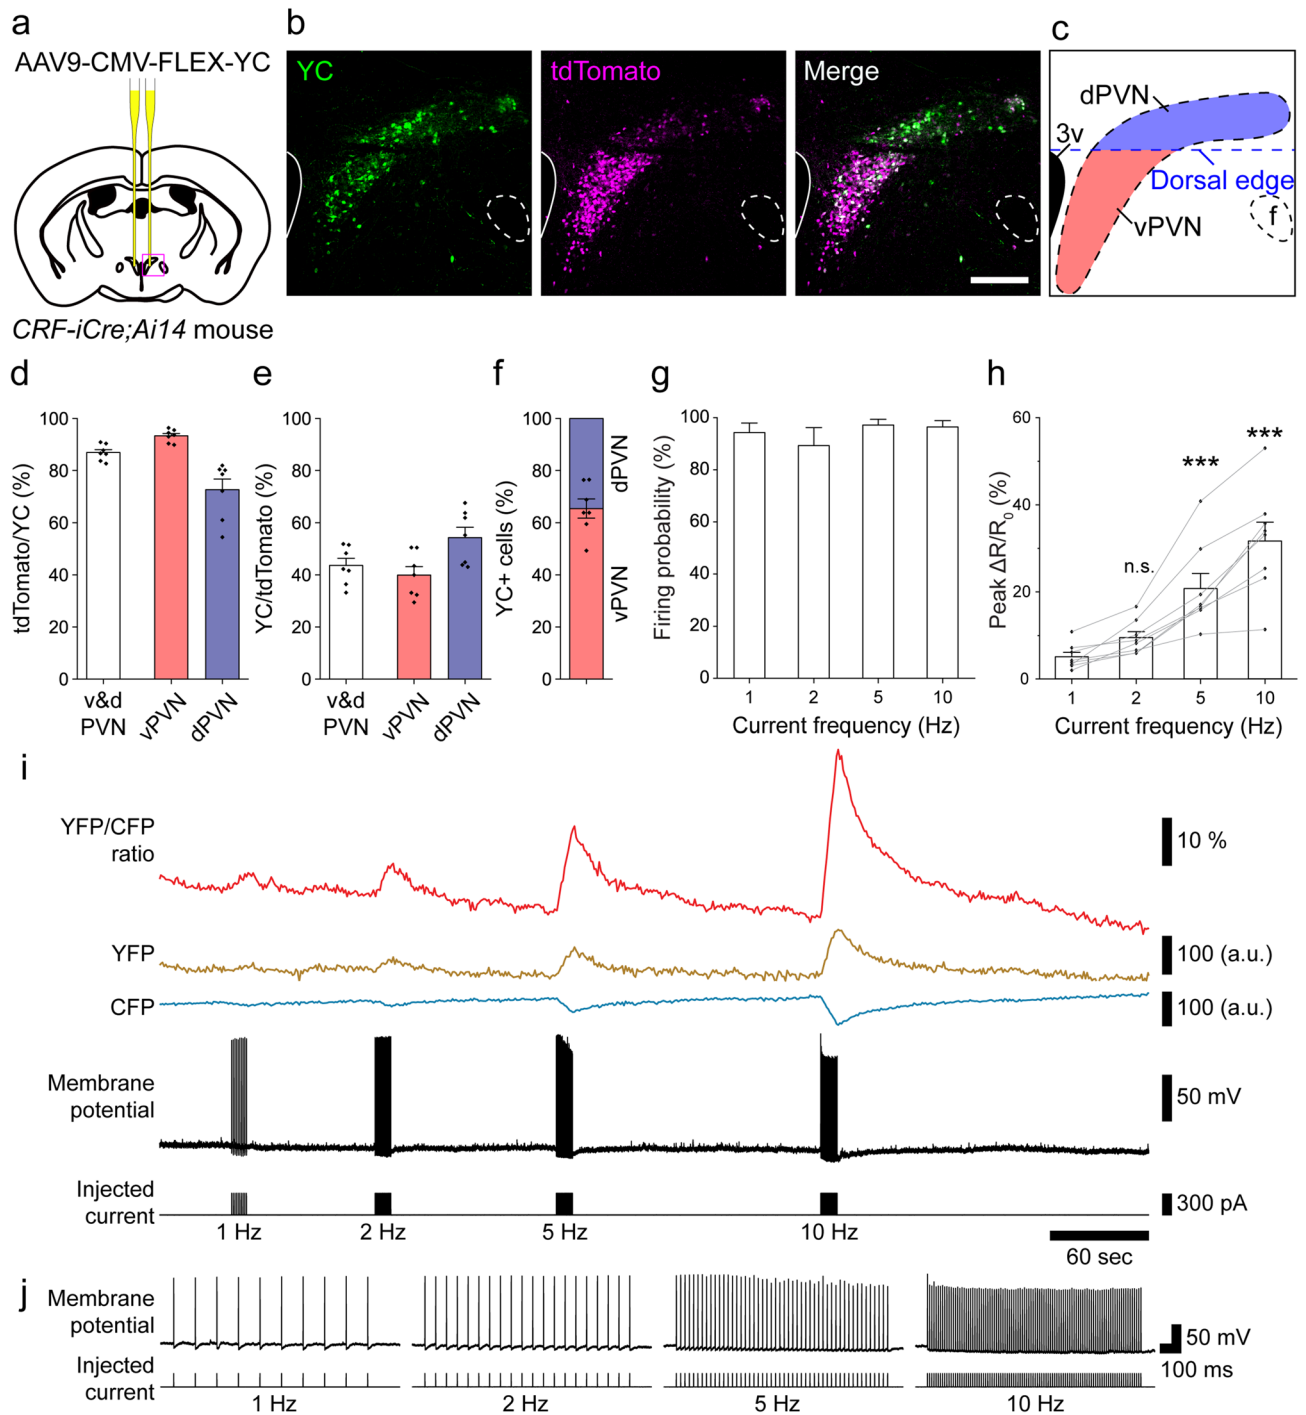 a
AAV9-CMV-FLEX-YC
CRF-iCre;Ai14 mouse
b
YC
tdTomato
Merge
c
dPVN
3v
Dorsal edge
f
vPVN
d
tdTomato/YC (%)
100
80
60
40
20
0
v&d
PVN
vPVN
dPVN
e
YC/tdTomato (%)
100
80
60
40
20
0
v&d
PVN
vPVN
dPVN
f
YC+ cells (%)
100
80
60
40
20
0
dPVN
vPVN
g
Firing probability (%)
100
80
60
40
20
0
1 2 5 10
Current frequency (Hz)
h
Peak ΔR/R0 (%)
60
40
20
0
n.s.
***
***
1 2 5 10
Current frequency (Hz)
i
YFP/CFP
ratio
10 %
YFP
100 (a.u.)
CFP
100 (a.u.)
Membrane
potential
50 mV
Injected
current
300 pA
1 Hz 2 Hz 5 Hz 10 Hz
60 sec
j
Membrane
potential
50 mV
100 ms
Injected
current
1 Hz 2 Hz 5 Hz 10 Hz